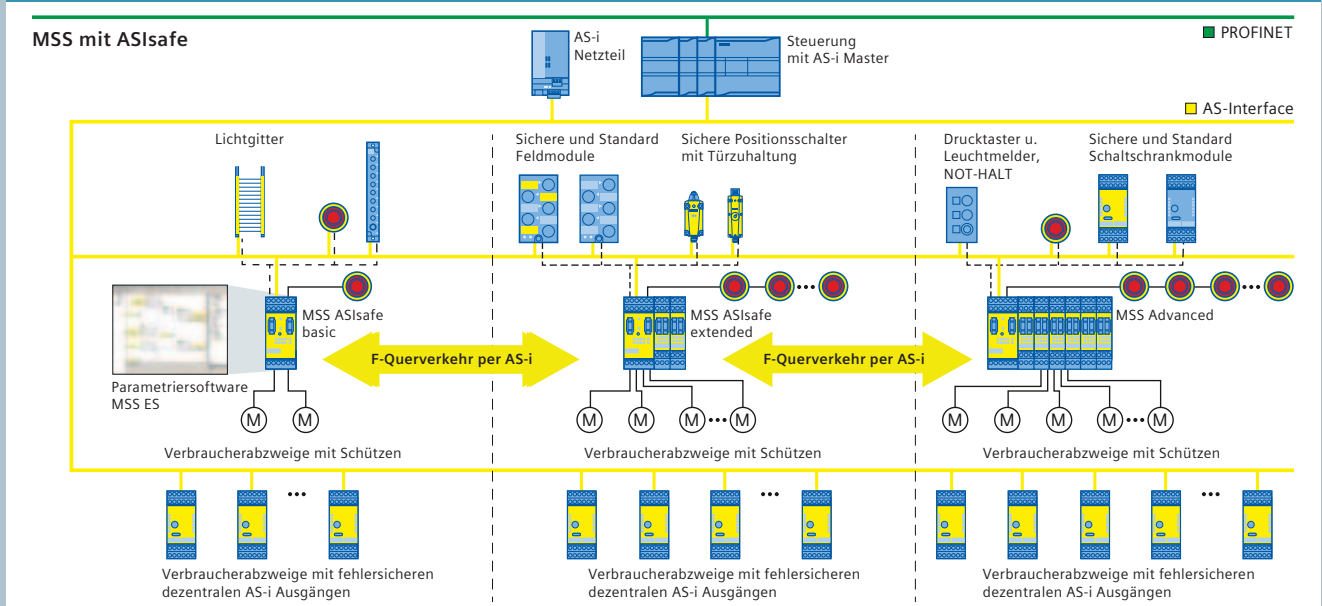 MSS mit ASIsafe
AS-i
Netzteil
Steuerung
mit AS-i Master
PROFINET
AS-Interface
Lichtgitter
Sichere und Standard
Feldmodule
Sichere Positionsschalter
mit Türzuhaltung
Drucktaster u.
Leuchtmelder,
NOT-HALT
Sichere und Standard
Schaltschrankmodule
MSS ASIsafe
basic
MSS ASIsafe
extended
MSS Advanced
F-Querverkehr per AS-i
F-Querverkehr per AS-i
Parametriersoftware
MSS ES
M
M
M
M
M
M
M
M
M
M
M
Verbraucherabzweige mit Schützen
Verbraucherabzweige mit Schützen
Verbraucherabzweige mit Schützen
Verbraucherabzweige mit fehlersicheren
dezentralen AS-i Ausgängen
Verbraucherabzweige mit fehlersicheren
dezentralen AS-i Ausgängen
Verbraucherabzweige mit fehlersicheren
dezentralen AS-i Ausgängen